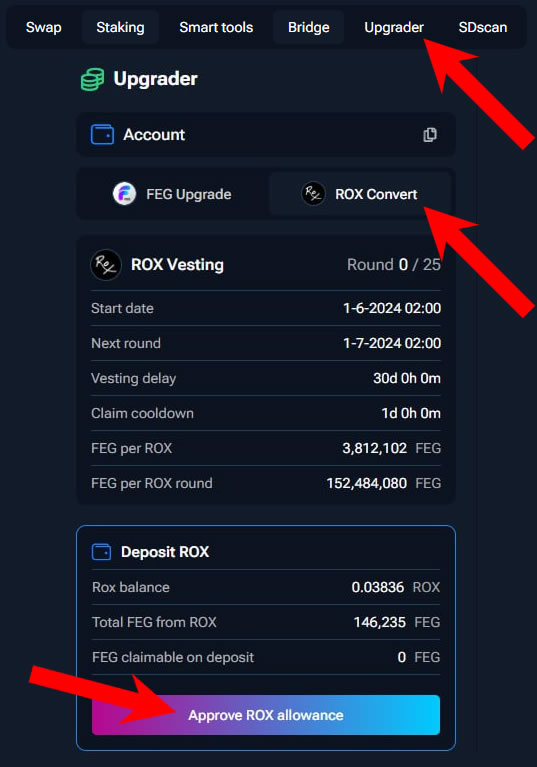 Swap Staking Smart tools Bridge Upgrader SDscan
Upgrader
Account
FEG Upgrade ROX Convert
ROX Vesting Round 0 / 25
Start date 1-6-2024 02:00
Next round 1-7-2024 02:00
Vesting delay 30d 0h 0m
Claim cooldown 1d 0h 0m
FEG per ROX 3,812,102 FEG
FEG per ROX round 152,484,080 FEG
Deposit ROX
Rox balance 0.03836 ROX
Total FEG from ROX 146,235 FEG
FEG claimable on deposit 0 FEG
Approve ROX allowance